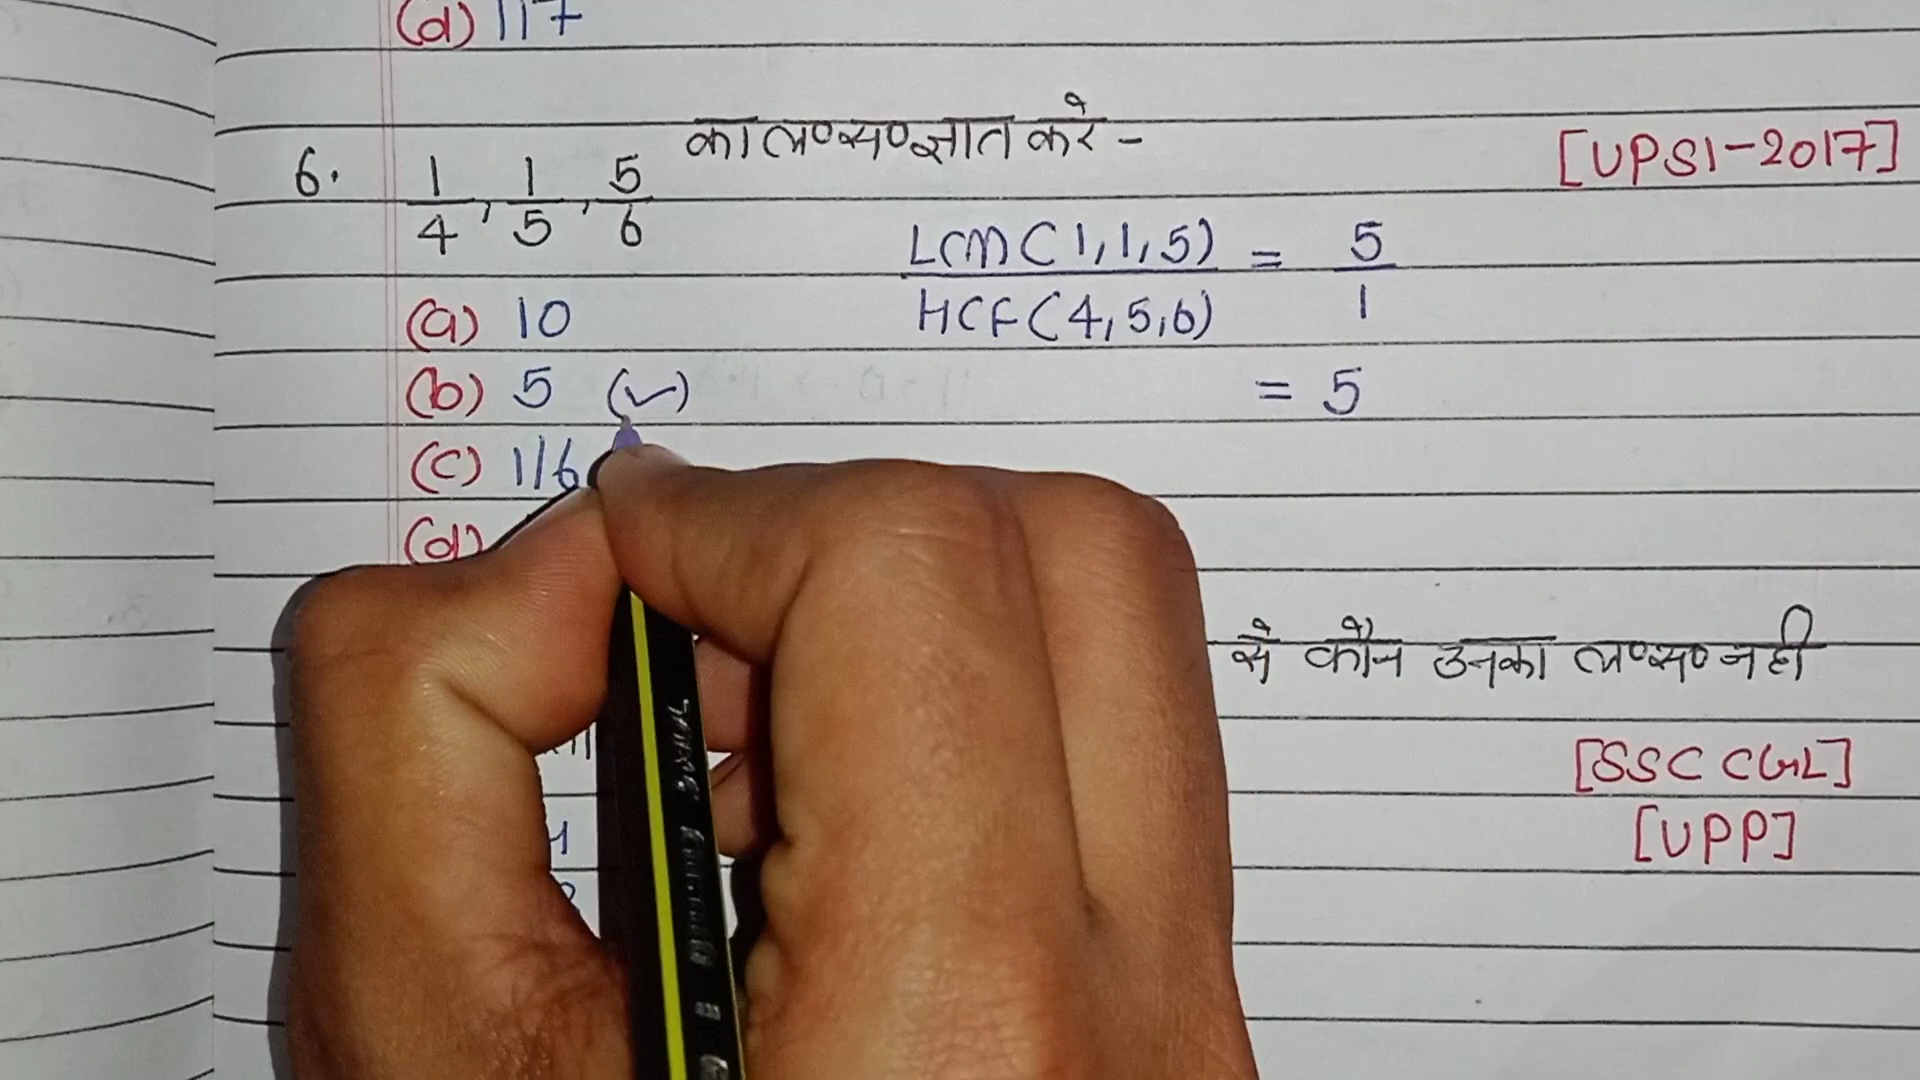 (d) 117
6. 1/4, 1/5, 5/6 का ल०स० ज्ञात करे - [UPSI-2017]
LCM(1,1,5)/HCF(4,5,6) = 5/1
(a) 10
(b) 5 (✓) = 5
(c) 1/6
(d)
से कौन उनका ल०स० नही
[SSC CGL]
[UPP]